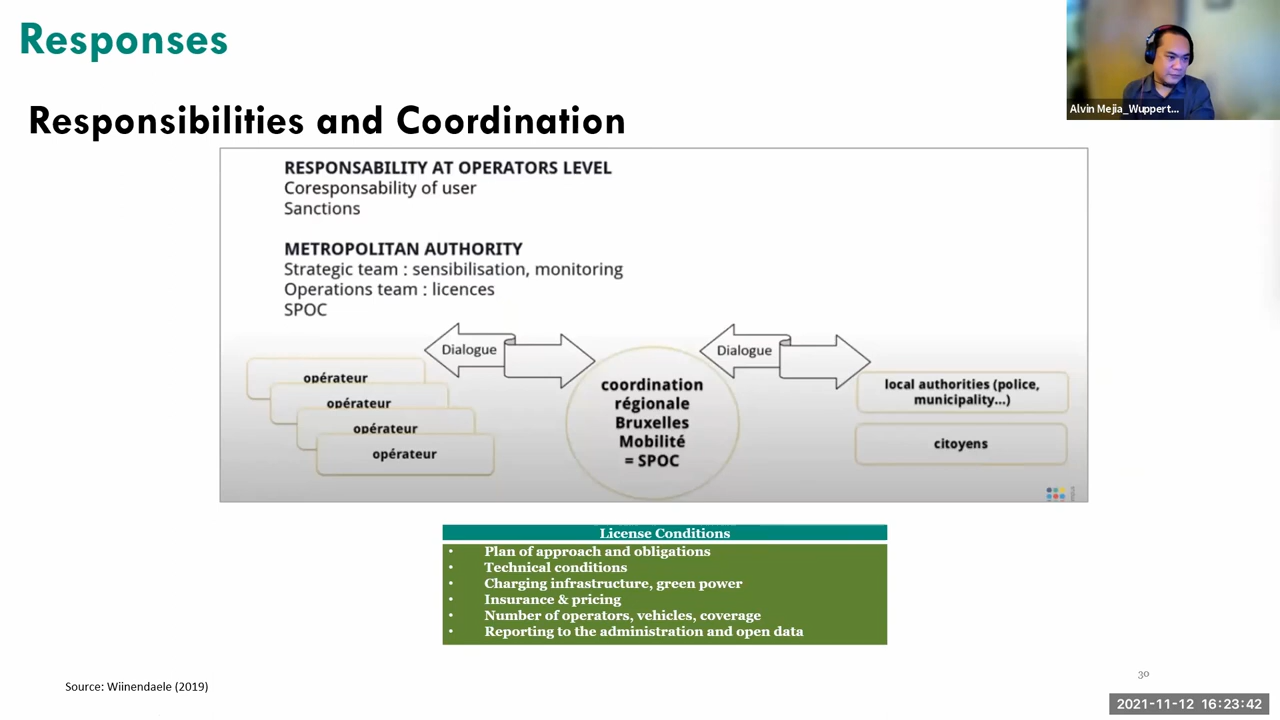 Responses
Responsibilities and Coordination
Alvin Mejia_Wuppert...
RESPONSABILITY AT OPERATORS LEVEL
Coresponsability of user
Sanctions
METROPOLITAN AUTHORITY
Strategic team : sensibilisation, monitoring
Operations team : licences
SPOC
Dialogue
Dialogue
opérateur
opérateur
opérateur
opérateur
coordination
régionale
Bruxelles
Mobilité
= SPOC
local authorities (police,
municipality...)
citoyens
License Conditions
• Plan of approach and obligations
• Technical conditions
• Charging infrastructure, green power
• Insurance & pricing
• Number of operators, vehicles, coverage
• Reporting to the administration and open data
Source: Wiinendaele (2019)
30
2021-11-12 16:23:42